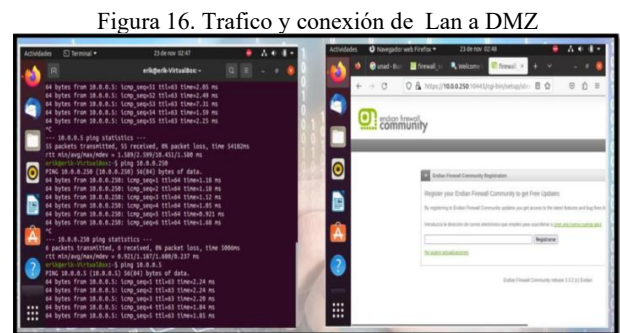 Figura 16. Trafico y conexión de Lan a DMZ
Actividades Terminal 23 de nov 02:47
erik@erik-VirtualBox: ~
64 bytes from 10.0.0.5: icmp_seq=51 ttl=63 time=2.05 ms
64 bytes from 10.0.0.5: icmp_seq=52 ttl=63 time=2.49 ms
64 bytes from 10.0.0.5: icmp_seq=53 ttl=63 time=7.31 ms
64 bytes from 10.0.0.5: icmp_seq=54 ttl=63 time=1.59 ms
64 bytes from 10.0.0.5: icmp_seq=55 ttl=63 time=2.25 ms
^C
--- 10.0.0.5 ping statistics ---
55 packets transmitted, 55 received, 0% packet loss, time 54102ms
rtt min/avg/max/mdev = 1.589/2.599/10.451/1.580 ms
erik@erik-VirtualBox:~$ ping 10.0.0.250
PING 10.0.0.250 (10.0.0.250) 56(84) bytes of data.
64 bytes from 10.0.0.250: icmp_seq=1 ttl=64 time=1.18 ms
64 bytes from 10.0.0.250: icmp_seq=2 ttl=64 time=1.18 ms
64 bytes from 10.0.0.250: icmp_seq=3 ttl=64 time=1.12 ms
64 bytes from 10.0.0.250: icmp_seq=4 ttl=64 time=1.05 ms
64 bytes from 10.0.0.250: icmp_seq=5 ttl=64 time=0.921 ms
64 bytes from 10.0.0.250: icmp_seq=6 ttl=64 time=1.68 ms
^C
--- 10.0.0.250 ping statistics ---
6 packets transmitted, 6 received, 0% packet loss, time 5006ms
rtt min/avg/max/mdev = 0.921/1.187/1.680/0.237 ms
erik@erik-VirtualBox:~$ ping 10.0.0.5
PING 10.0.0.5 (10.0.0.5) 56(84) bytes of data.
64 bytes from 10.0.0.5: icmp_seq=1 ttl=63 time=2.24 ms
64 bytes from 10.0.0.5: icmp_seq=2 ttl=63 time=2.24 ms
64 bytes from 10.0.0.5: icmp_seq=3 ttl=63 time=2.20 ms
64 bytes from 10.0.0.5: icmp_seq=4 ttl=63 time=1.94 ms
64 bytes from 10.0.0.5: icmp_seq=5 ttl=63 time=1.85 ms
Actividades Navegador web Firefox 23 de nov 02:48
Welcome
https://10.0.0.250:10443/cgi-bin/setup/
endian firewall
community
Endian Firewall Community Registration
Register your Endian Firewall Community to get Free Updates
By registering to Endian Firewall Community updates you get access to the latest features and bug fixes
Registrarse
Endian Firewall Community release 3.3.2 (c) Endian